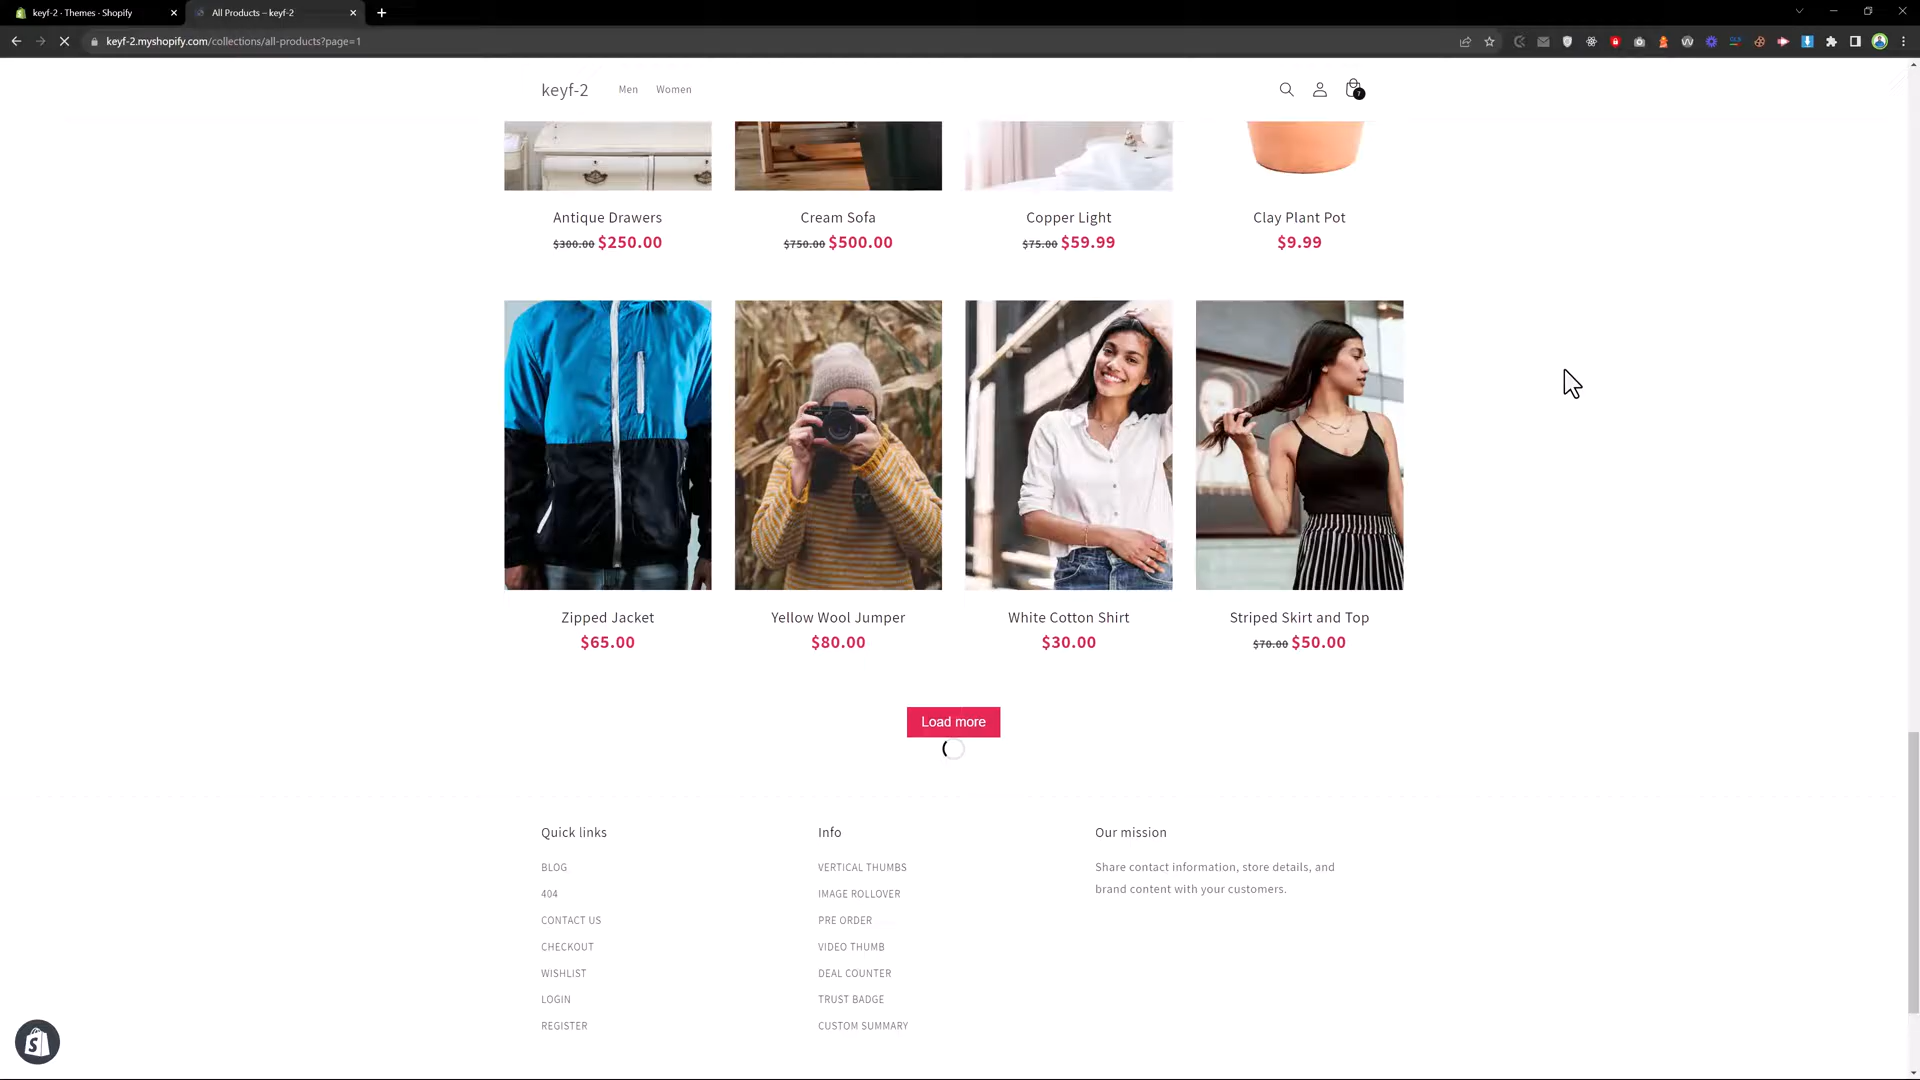 keyf-2 - Themes - Shopify
All Products – keyf-2
keyf-2.myshopify.com/collections/all-products?page=1
keyf-2
Men
Women
7
Antique Drawers
$300.00 $250.00
Cream Sofa
$750.00 $500.00
Copper Light
$75.00 $59.99
Clay Plant Pot
$9.99
Zipped Jacket
$65.00
Yellow Wool Jumper
$80.00
White Cotton Shirt
$30.00
Striped Skirt and Top
$70.00 $50.00
Load more
Quick links
BLOG
404
CONTACT US
CHECKOUT
WISHLIST
LOGIN
REGISTER
Info
VERTICAL THUMBS
IMAGE ROLLOVER
PRE ORDER
VIDEO THUMB
DEAL COUNTER
TRUST BADGE
CUSTOM SUMMARY
Our mission
Share contact information, store details, and
brand content with your customers.